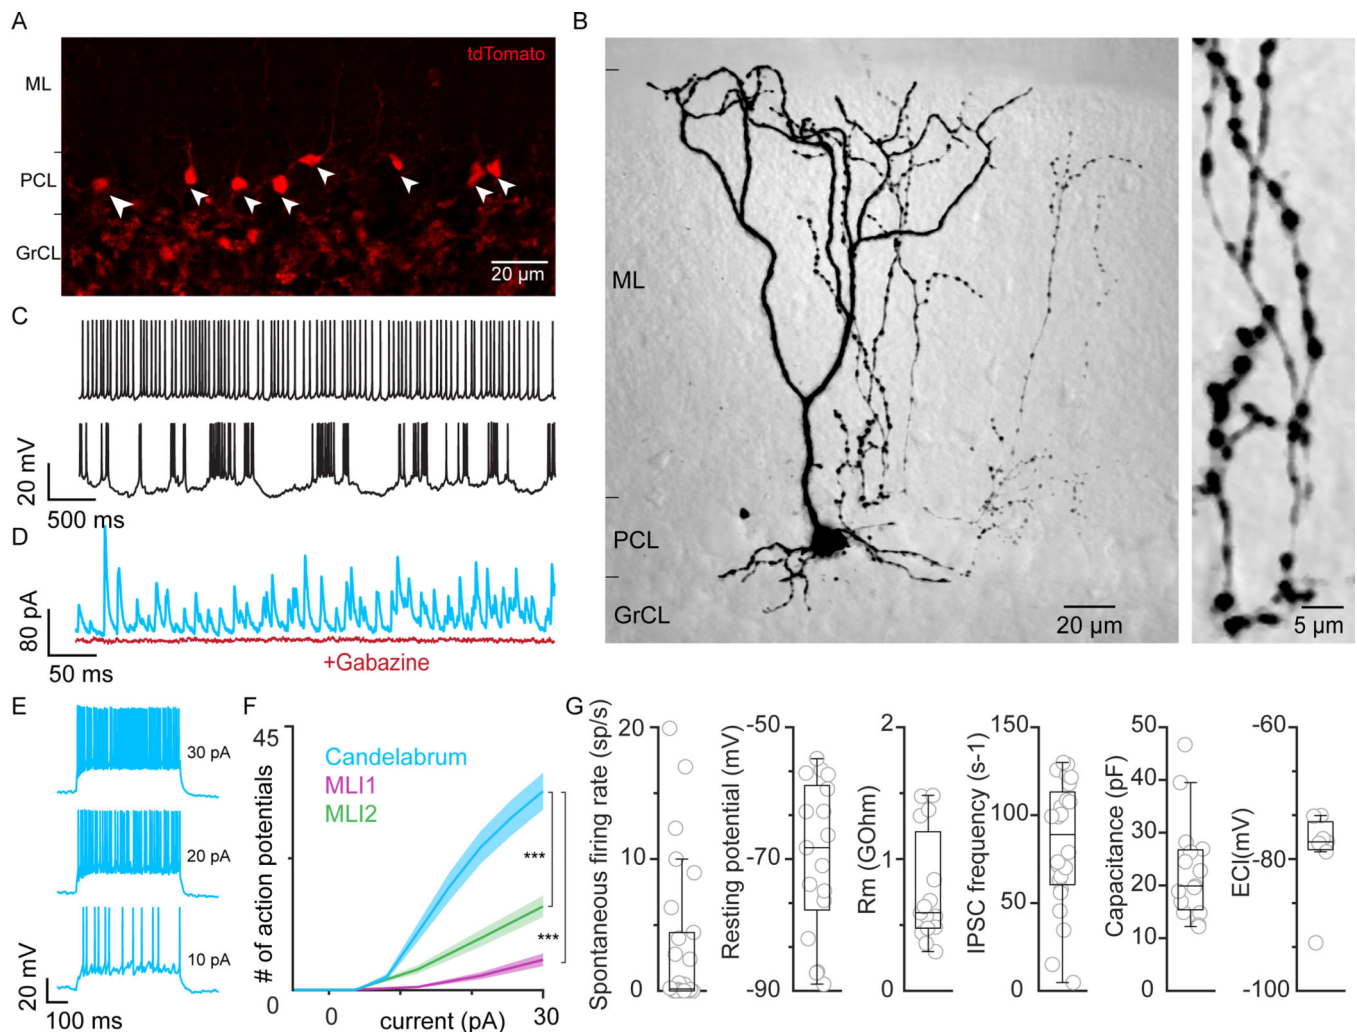 A
tdTomato
ML
PCL
GrCL
20 µm
B
ML
PCL
GrCL
20 µm
5 µm
C
20 mV
500 ms
D
80 pA
50 ms
+Gabazine
E
30 pA
20 pA
10 pA
20 mV
100 ms
F
# of action potentials
45
0
Candelabrum
MLI1
MLI2
***
***
0
30
current (pA)
G
Spontaneous firing rate (sp/s)
20
10
0
Resting potential (mV)
-50
-70
-90
Rm (GOhm)
2
1
0
IPSC frequency (s-1)
150
100
50
0
Capacitance (pF)
50
40
30
20
10
0
ECl(mV)
-60
-80
-100